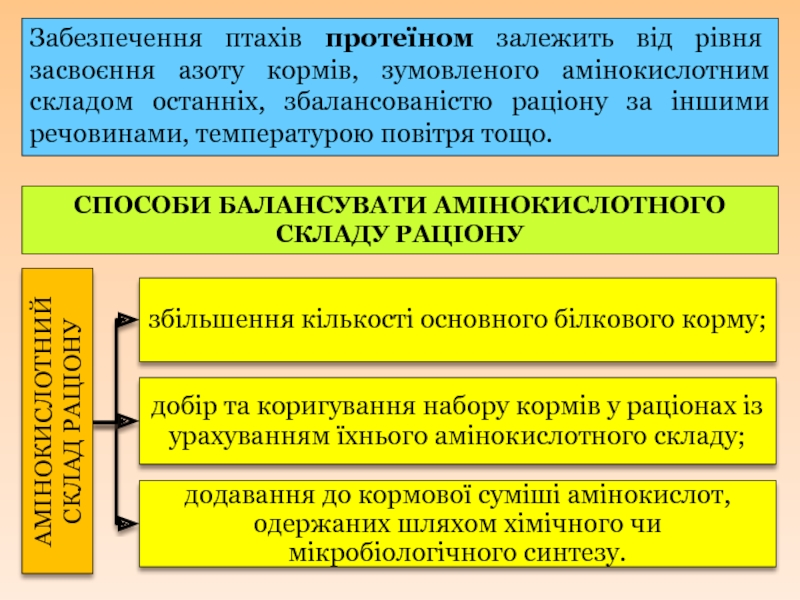 Забезпечення птахів протеїном залежить від рівня
засвоєння азоту кормів, зумовленого амінокислотним
складом останніх, збалансованістю раціону за іншими
речовинами, температурою повітря тощо.
СПОСОБИ БАЛАНСУВАТИ АМІНОКИСЛОТНОГО
СКЛАДУ РАЦІОНУ
АМІНОКИСЛОТНИЙ
СКЛАД РАЦІОНУ
збільшення кількості основного білкового корму;
добір та коригування набору кормів у раціонах із
урахуванням їхнього амінокислотного складу;
додавання до кормової суміші амінокислот,
одержаних шляхом хімічного чи
мікробіологічного синтезу.